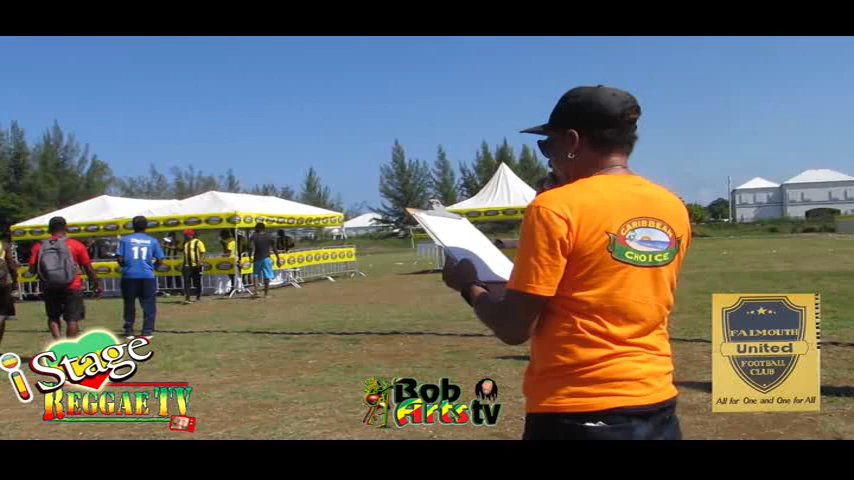 CARIBBEAN
CHOICE
11
FALMOUTH
United
FOOTBALL
CLUB
All for One and One for All
iStage
REGGAE TV
Bob
Arts tv